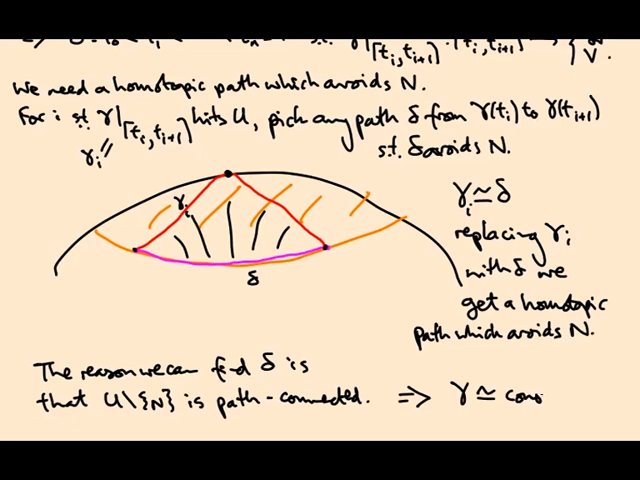 We need a homotopic path which avoids N.
For i st. γ|[tᵢ,tᵢ₊₁] hits U, pick any path δ from γ(tᵢ) to γ(tᵢ₊₁)
γᵢ //
s.t. δ avoids N.
γᵢ
δ
γᵢ ≃ δ
replacing γᵢ
with δ we
get a homotopic
path which avoids N.
The reason we can find δ is
that U\{N} is path-connected. ⇒ γ ≃ cons